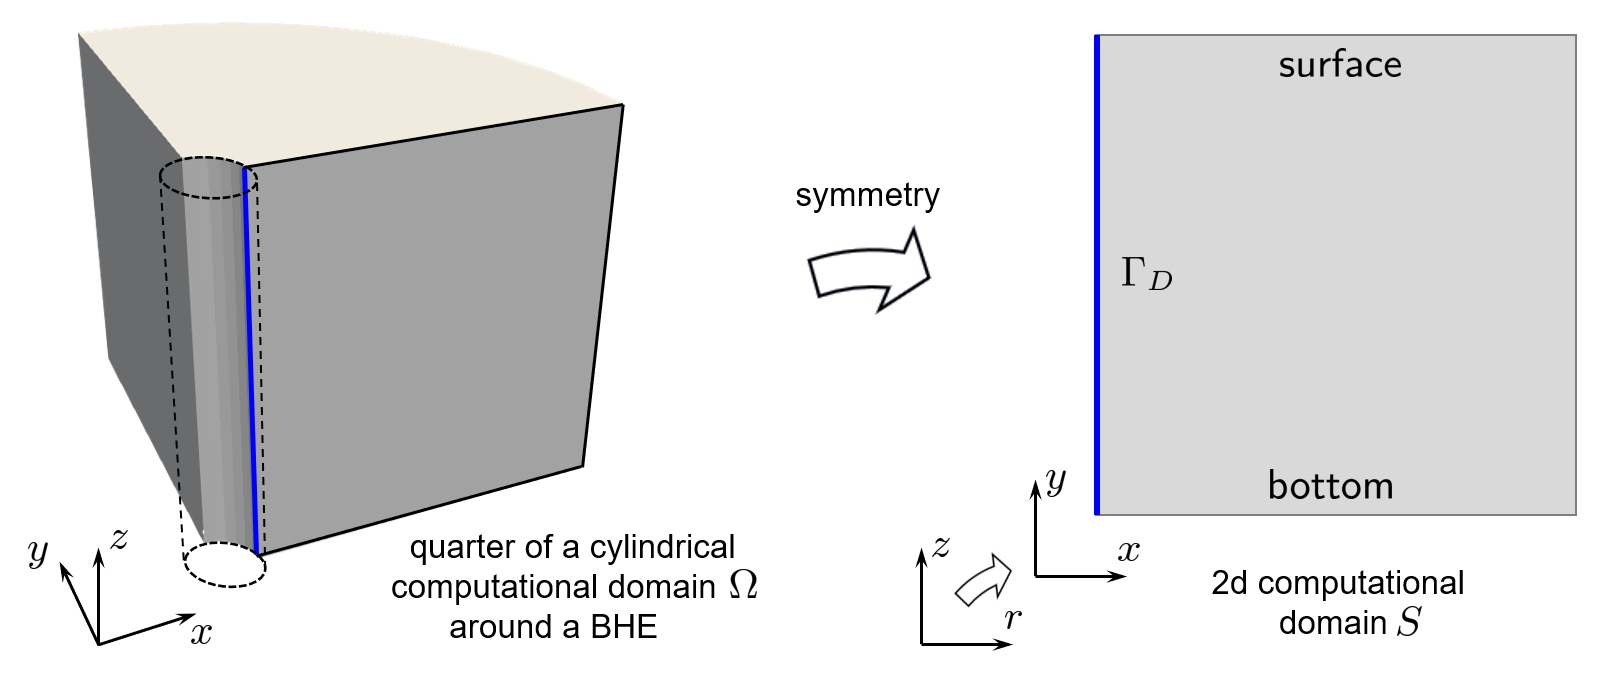 surface
symmetry
Γ_D
bottom
y
z
x
quarter of a cylindrical
computational domain Ω
around a BHE
z
r
y
x
2d computational
domain S